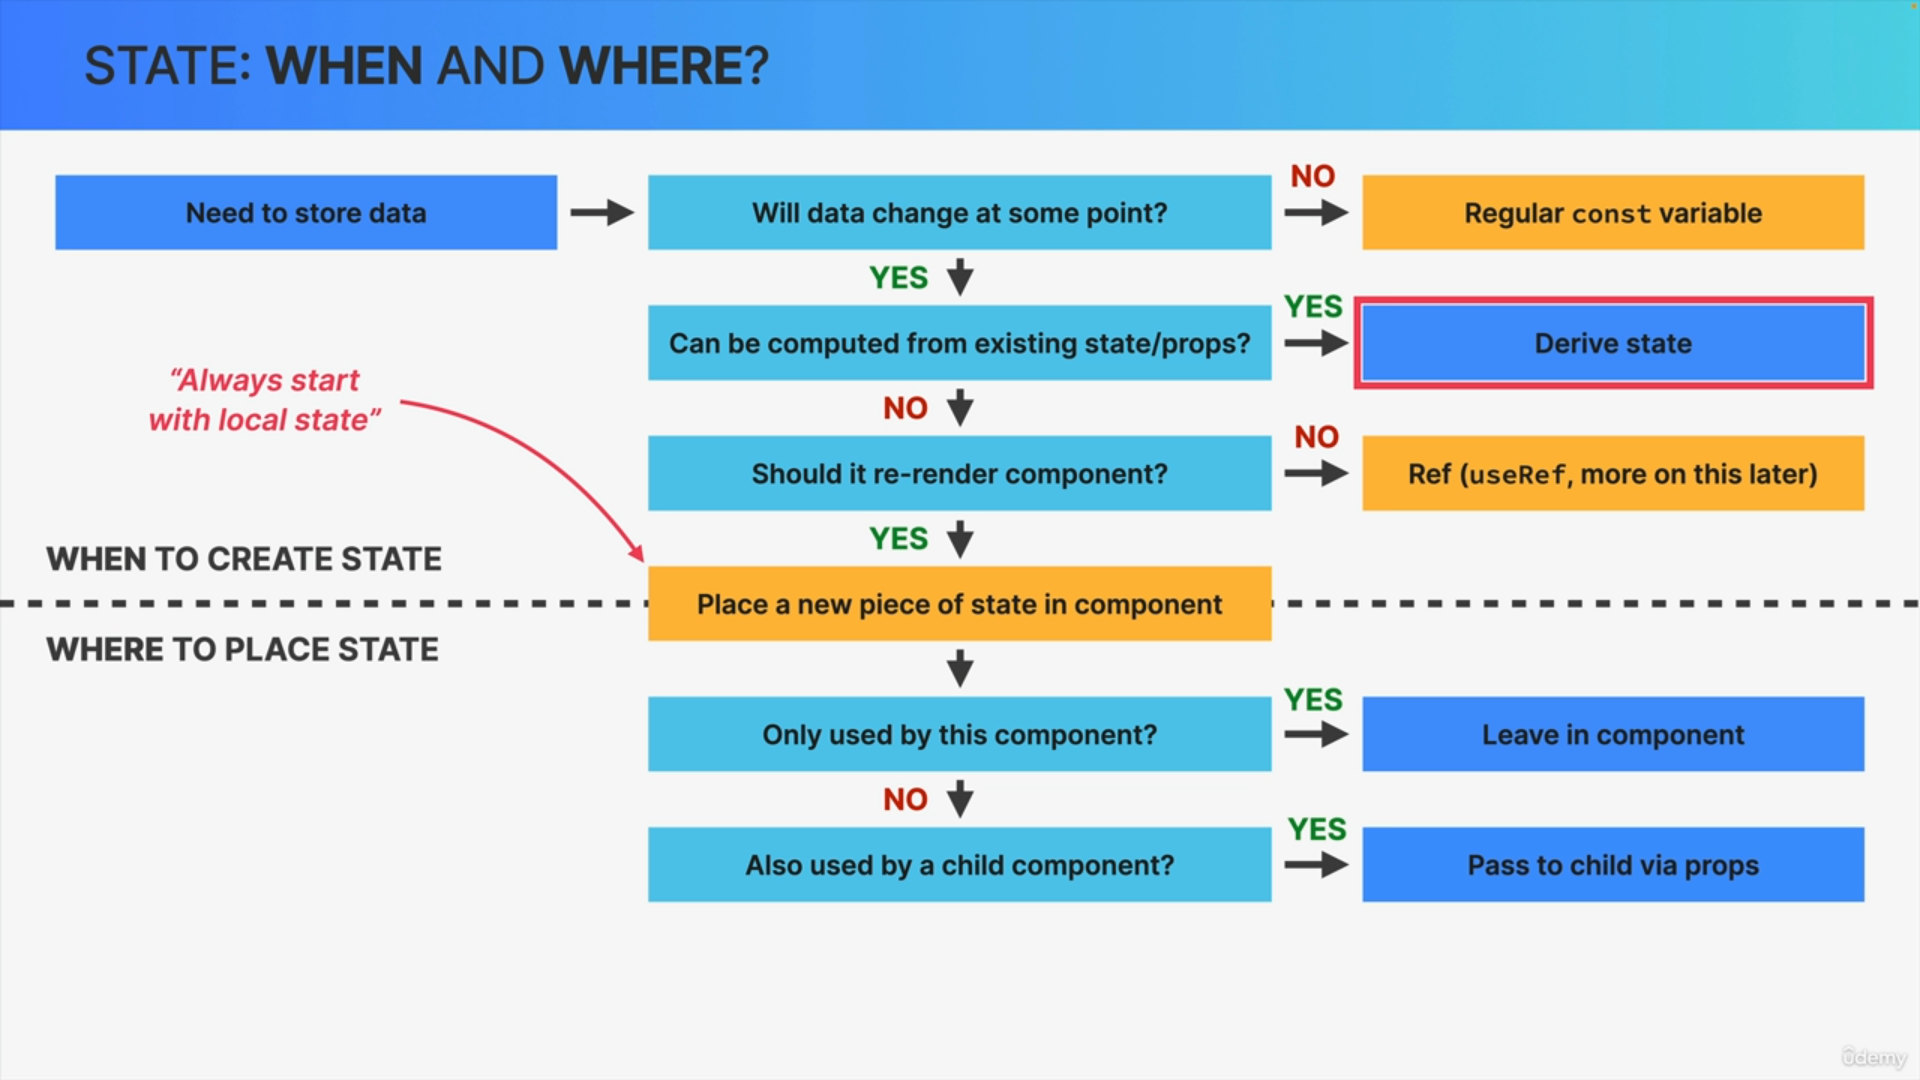 STATE: WHEN AND WHERE?
Need to store data
Will data change at some point?
NO
Regular const variable
YES
Can be computed from existing state/props?
YES
Derive state
“Always start
with local state”
NO
Should it re-render component?
NO
Ref (useRef, more on this later)
YES
WHEN TO CREATE STATE
Place a new piece of state in component
WHERE TO PLACE STATE
Only used by this component?
YES
Leave in component
NO
Also used by a child component?
YES
Pass to child via props
ûdemy